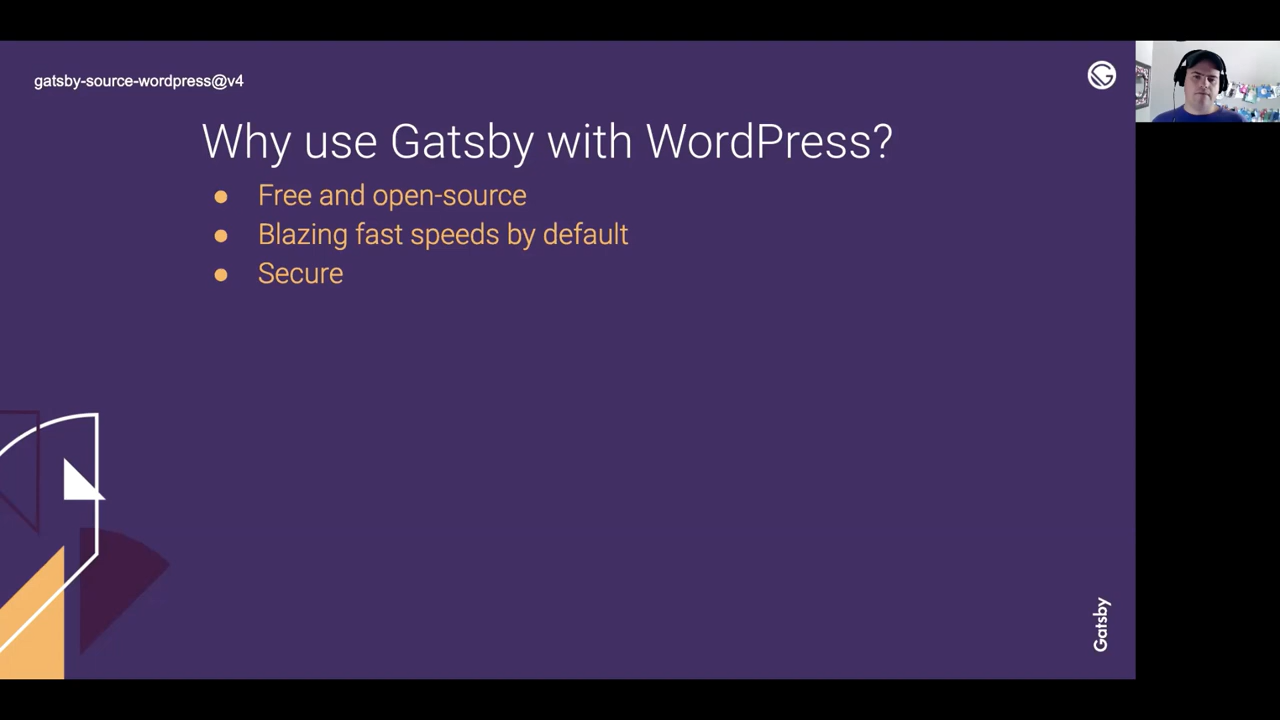 gatsby-source-wordpress@v4
Why use Gatsby with WordPress?
● Free and open-source
● Blazing fast speeds by default
● Secure
Gatsby